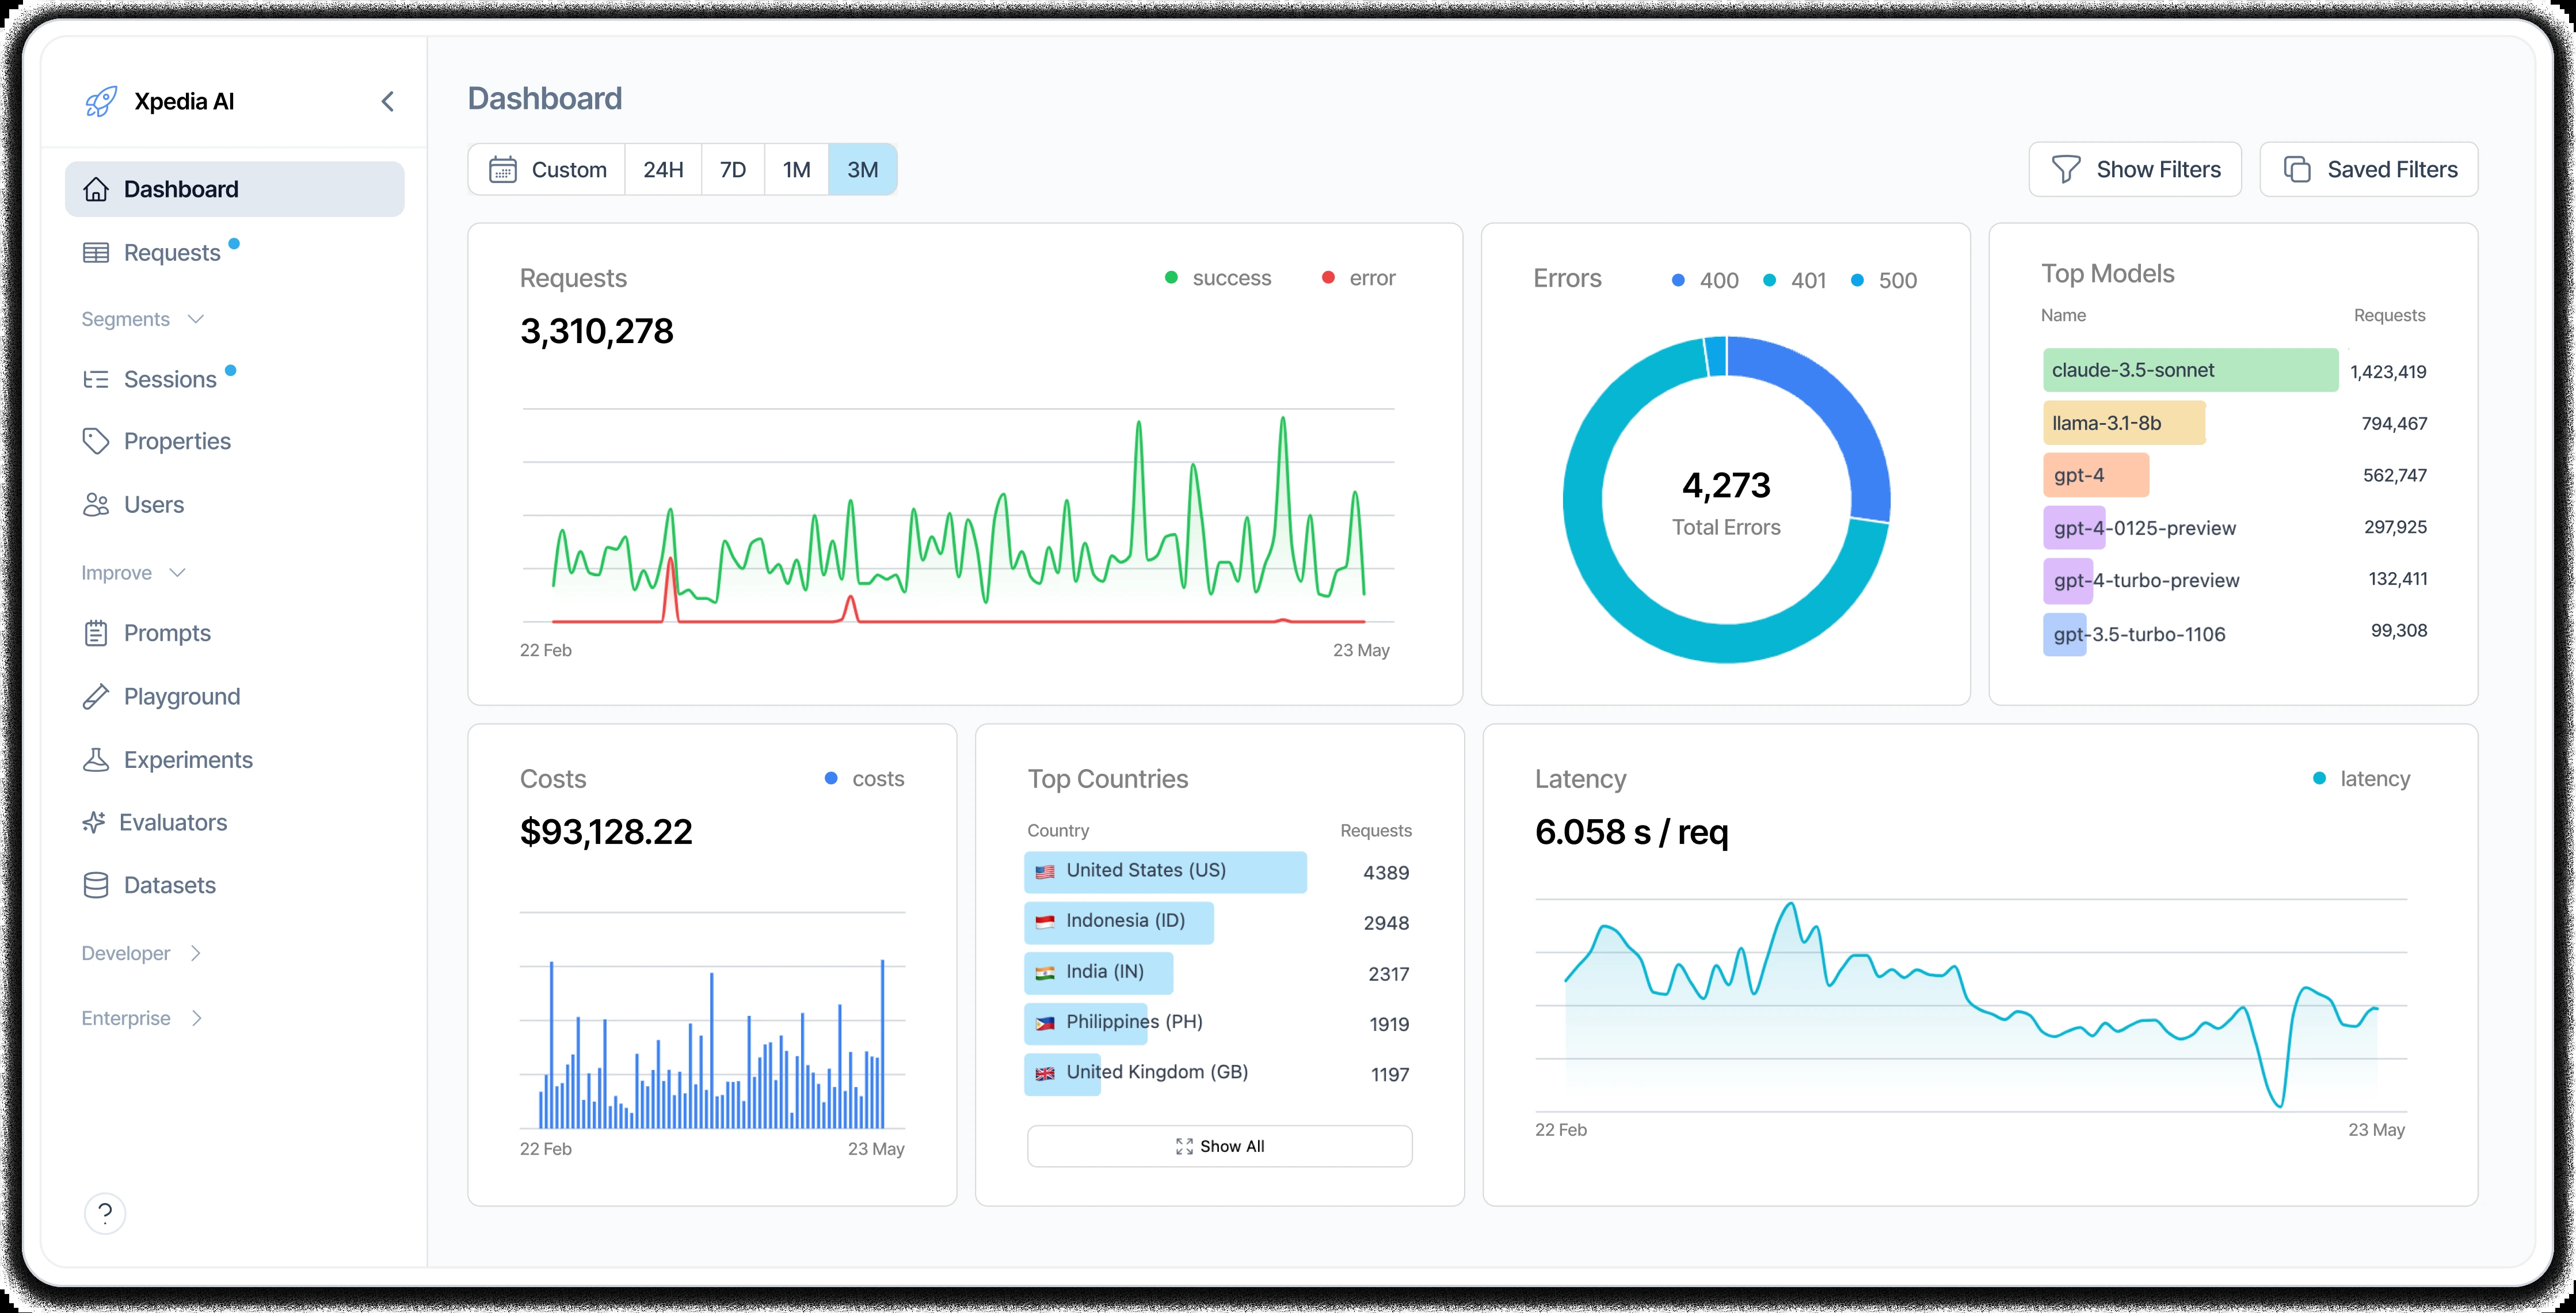 Xpedia AI
Dashboard
Requests
Segments
Sessions
Properties
Users
Improve
Prompts
Playground
Experiments
Evaluators
Datasets
Developer
Enterprise
?
Dashboard
Custom 24H 7D 1M 3M
Show Filters Saved Filters
Requests success error
3,310,278
22 Feb 23 May
Errors 400 401 500
4,273
Total Errors
Top Models
Name Requests
claude-3.5-sonnet 1,423,419
llama-3.1-8b 794,467
gpt-4 562,747
gpt-4-0125-preview 297,925
gpt-4-turbo-preview 132,411
gpt-3.5-turbo-1106 99,308
Costs costs
$93,128.22
22 Feb 23 May
Top Countries
Country Requests
United States (US) 4389
Indonesia (ID) 2948
India (IN) 2317
Philippines (PH) 1919
United Kingdom (GB) 1197
Show All
Latency latency
6.058 s / req
22 Feb 23 May